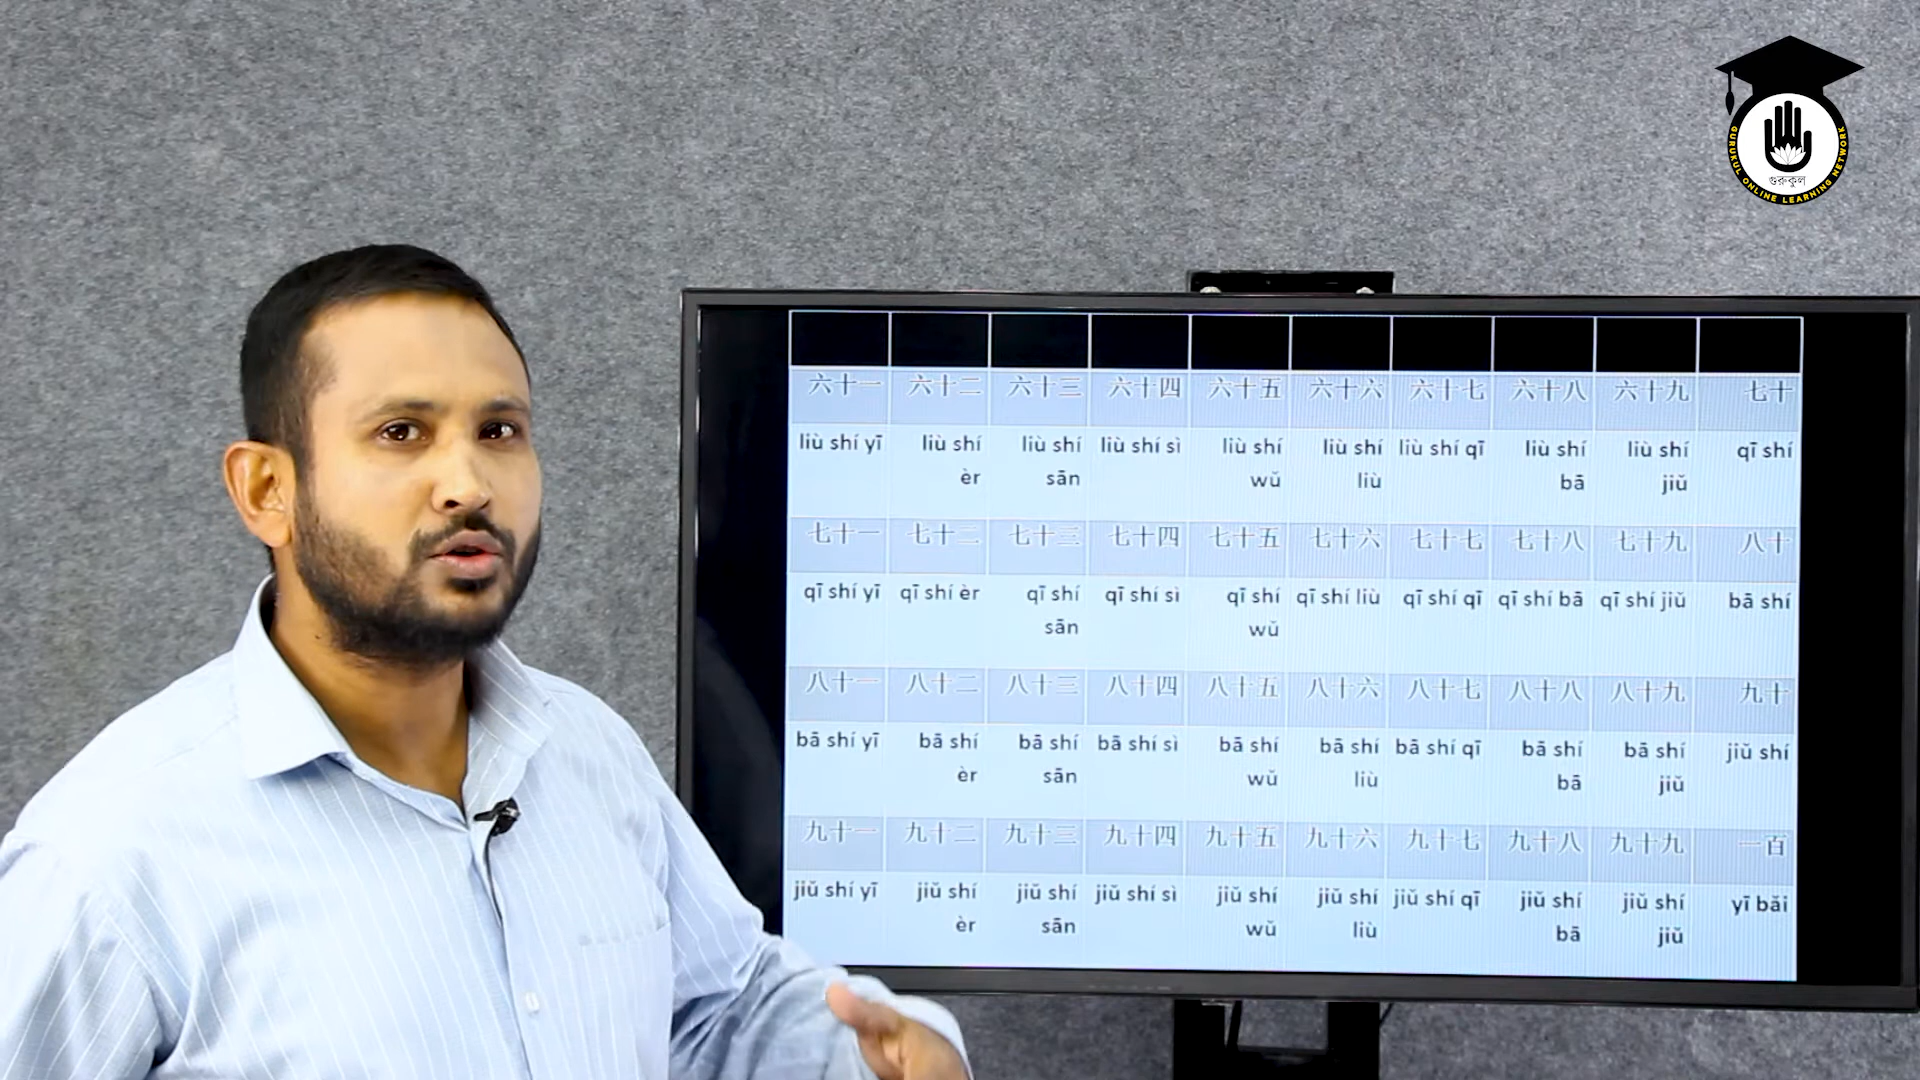 GURUKUL ONLINE LEARNING NETWORK
গুরুকুল
六十一 六十二 六十三 六十四 六十五 六十六 六十七 六十八 六十九 七十
liù shí yī liù shí èr liù shí sān liù shí sì liù shí wǔ liù shí liù liù shí qī liù shí bā liù shí jiǔ qī shí
七十一 七十二 七十三 七十四 七十五 七十六 七十七 七十八 七十九 八十
qī shí yī qī shí èr qī shí sān qī shí sì qī shí wǔ qī shí liù qī shí qī qī shí bā qī shí jiǔ bā shí
八十一 八十二 八十三 八十四 八十五 八十六 八十七 八十八 八十九 九十
bā shí yī bā shí èr bā shí sān bā shí sì bā shí wǔ bā shí liù bā shí qī bā shí bā bā shí jiǔ jiǔ shí
九十一 九十二 九十三 九十四 九十五 九十六 九十七 九十八 九十九 一百
jiǔ shí yī jiǔ shí èr jiǔ shí sān jiǔ shí sì jiǔ shí wǔ jiǔ shí liù jiǔ shí qī jiǔ shí bā jiǔ shí jiǔ yī bǎi